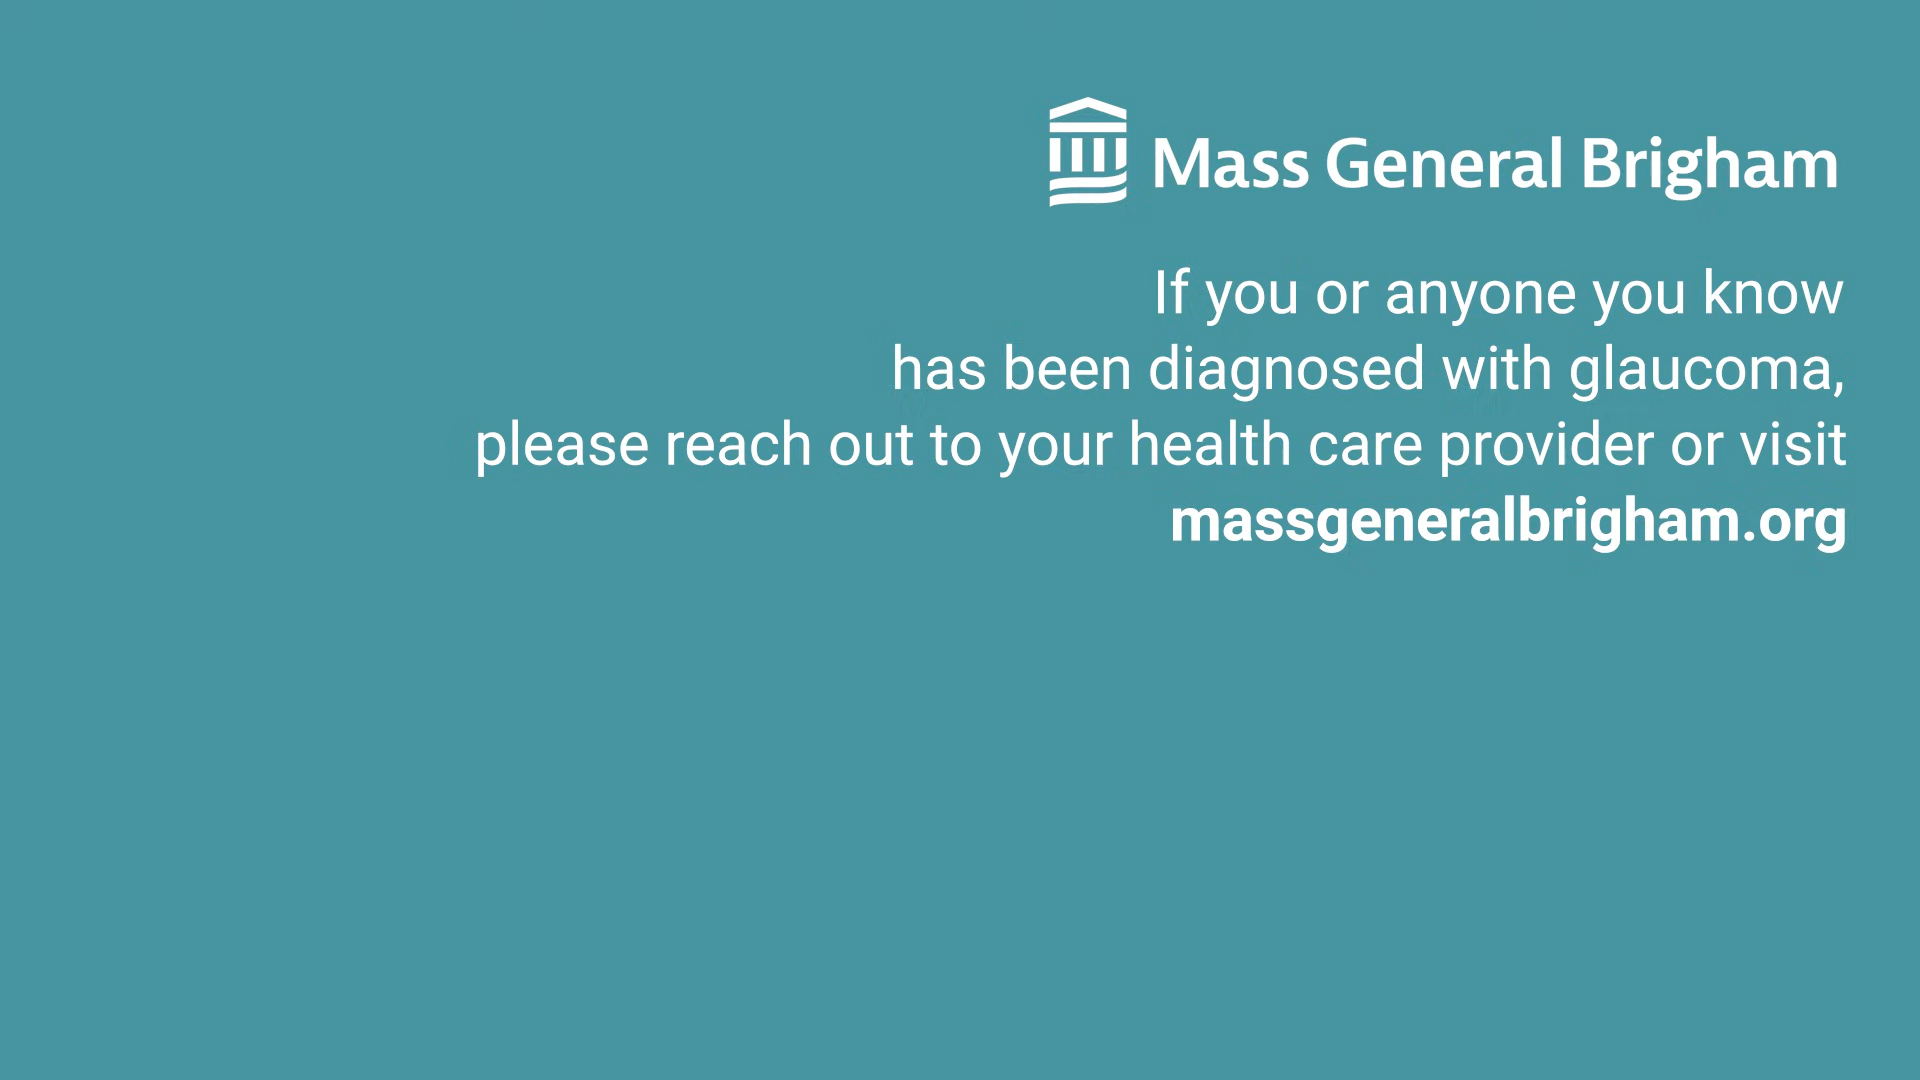 Mass General Brigham
If you or anyone you know
has been diagnosed with glaucoma,
please reach out to your health care provider or visit
massgeneralbrigham.org